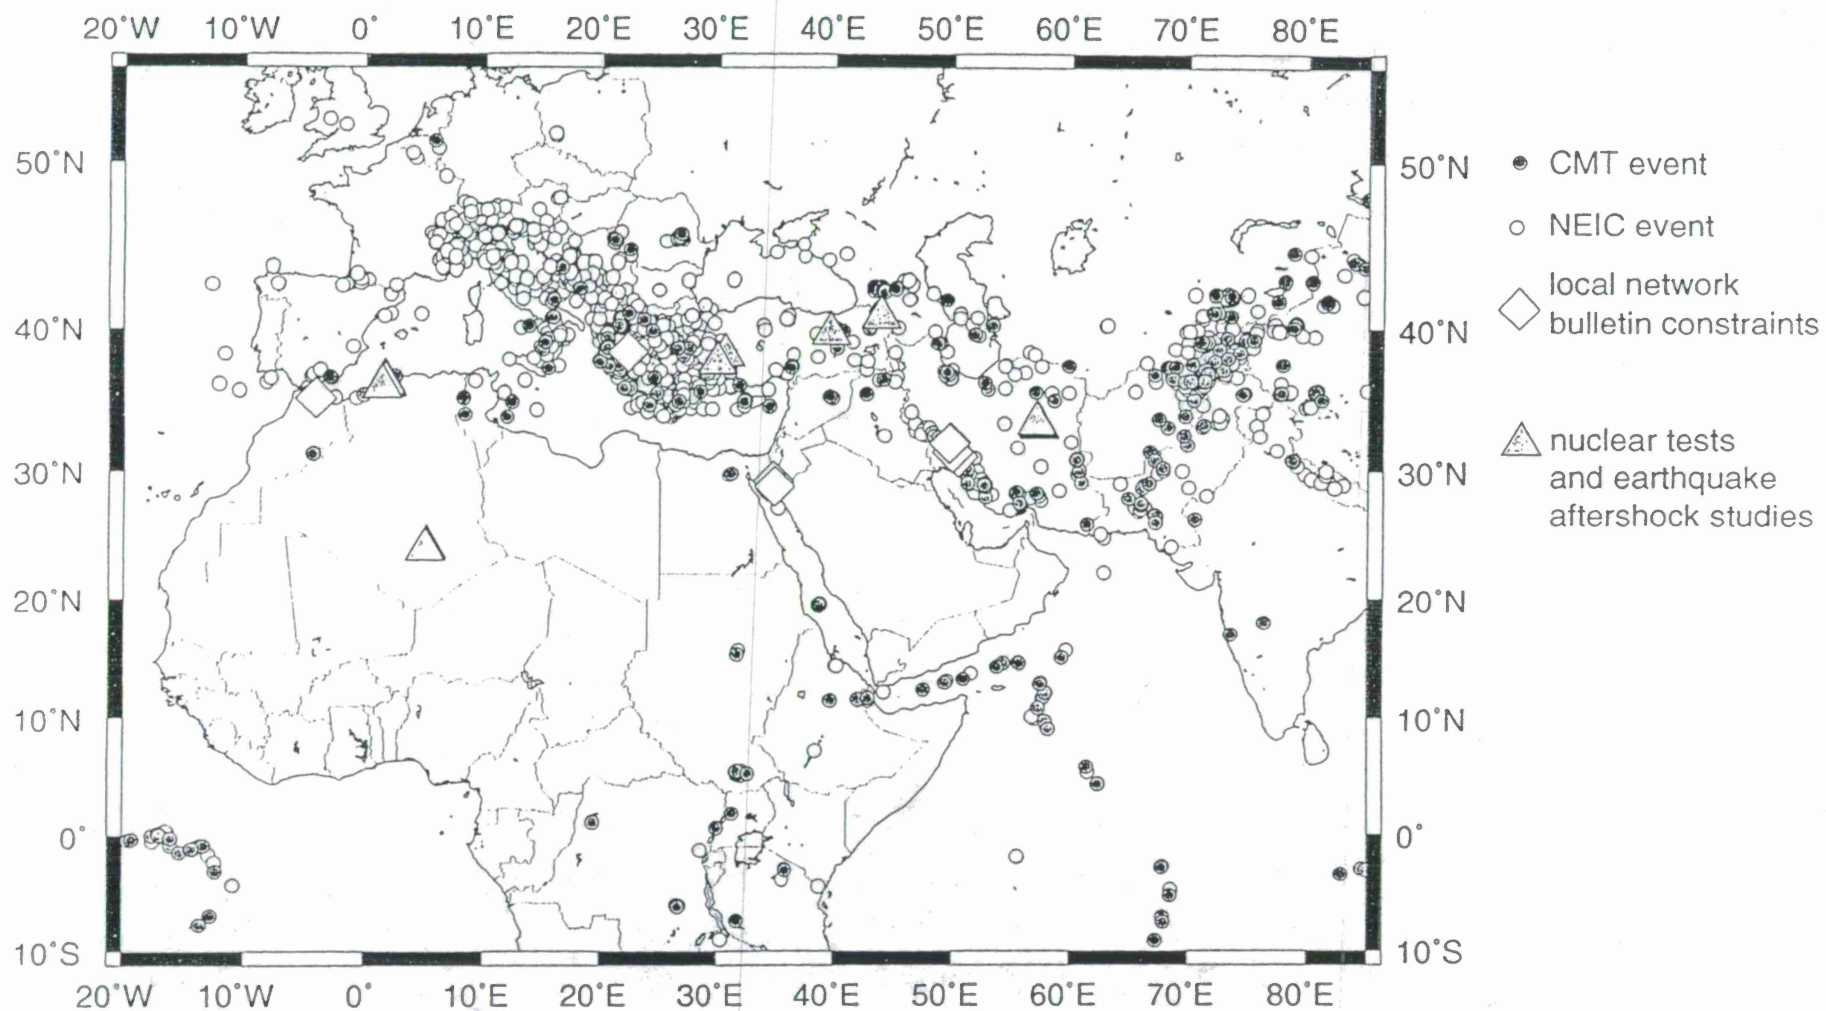 20°W 10°W 0° 10°E 20°E 30°E 40°E 50°E 60°E 70°E 80°E
50°N 50°N
40°N 40°N
30°N 30°N
20°N 20°N
10°N 10°N
0° 0°
10°S 10°S
20°W 10°W 0° 10°E 20°E 30°E 40°E 50°E 60°E 70°E 80°E
CMT event
NEIC event
local network
bulletin constraints
nuclear tests
and earthquake
aftershock studies